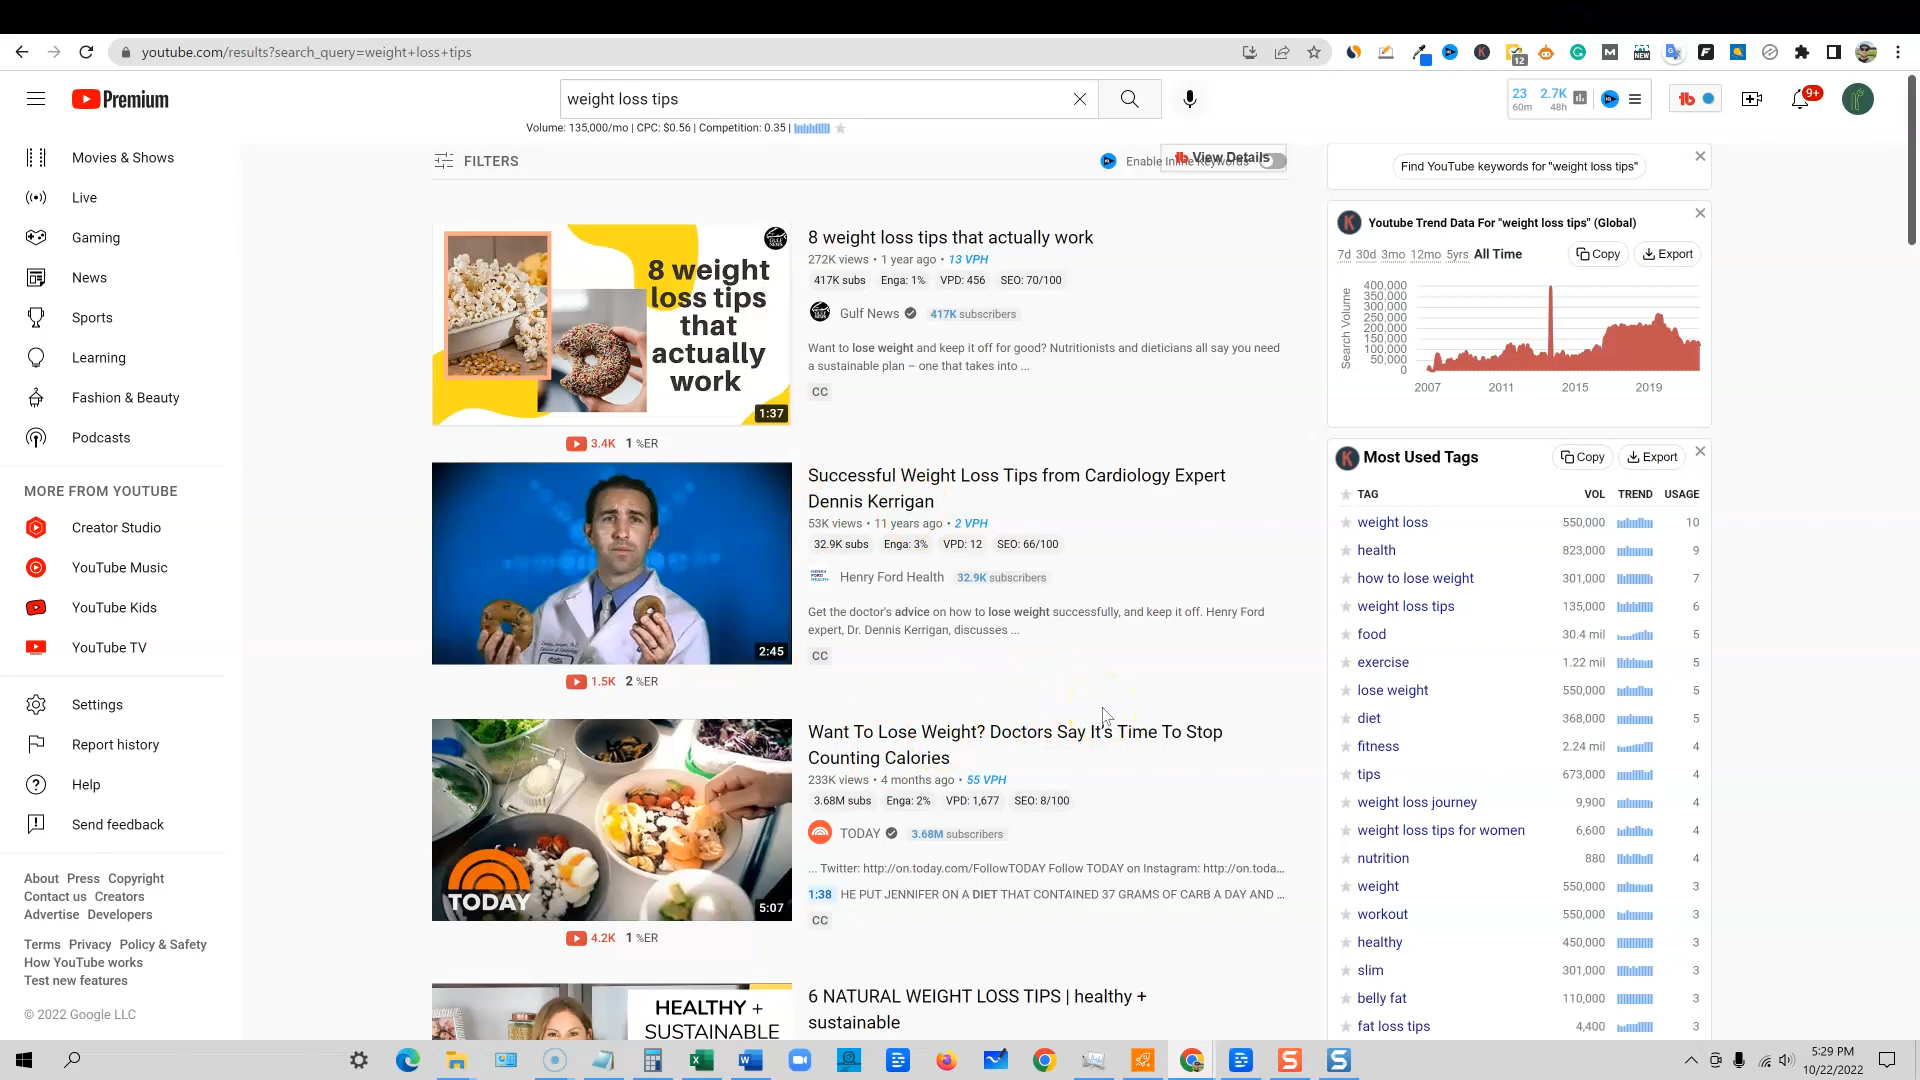 youtube.com/results?search_query=weight+loss+tips
12
Premium
weight loss tips
23 2.7K
60m 48h
9+
Volume: 135,000/mo | CPC: $0.56 | Competition: 0.35 |
Movies & Shows
Live
Gaming
News
Sports
Learning
Fashion & Beauty
Podcasts
MORE FROM YOUTUBE
Creator Studio
YouTube Music
YouTube Kids
YouTube TV
Settings
Report history
Help
Send feedback
About Press Copyright
Contact us Creators
Advertise Developers
Terms Privacy Policy & Safety
How YouTube works
Test new features
© 2022 Google LLC
FILTERS
Enable Inline Keywords
View Details
8 weight
loss tips
that
actually
work
1:37
3.4K 1 %ER
8 weight loss tips that actually work
272K views • 1 year ago • 13 VPH
417K subs Enga: 1% VPD: 456 SEO: 70/100
Gulf News 417K subscribers
Want to lose weight and keep it off for good? Nutritionists and dieticians all say you need
a sustainable plan – one that takes into ...
CC
2:45
1.5K 2 %ER
Successful Weight Loss Tips from Cardiology Expert
Dennis Kerrigan
53K views • 11 years ago • 2 VPH
32.9K subs Enga: 3% VPD: 12 SEO: 66/100
Henry Ford Health 32.9K subscribers
Get the doctor's advice on how to lose weight successfully, and keep it off. Henry Ford
expert, Dr. Dennis Kerrigan, discusses ...
CC
TODAY
5:07
4.2K 1 %ER
Want To Lose Weight? Doctors Say It's Time To Stop
Counting Calories
233K views • 4 months ago • 55 VPH
3.68M subs Enga: 2% VPD: 1,677 SEO: 8/100
TODAY 3.68M subscribers
... Twitter: http://on.today.com/FollowTODAY Follow TODAY on Instagram: http://on.toda...
1:38 HE PUT JENNIFER ON A DIET THAT CONTAINED 37 GRAMS OF CARB A DAY AND ...
CC
HEALTHY +
SUSTAINABLE
6 NATURAL WEIGHT LOSS TIPS | healthy +
sustainable
Find YouTube keywords for "weight loss tips"
Youtube Trend Data For "weight loss tips" (Global)
7d 30d 3mo 12mo 5yrs All Time Copy Export
Search Volume
400,000
350,000
300,000
250,000
200,000
150,000
100,000
50,000
0
2007 2011 2015 2019
Most Used Tags Copy Export
TAG VOL TREND USAGE
weight loss 550,000 10
health 823,000 9
how to lose weight 301,000 7
weight loss tips 135,000 6
food 30.4 mil 5
exercise 1.22 mil 5
lose weight 550,000 5
diet 368,000 5
fitness 2.24 mil 4
tips 673,000 4
weight loss journey 9,900 4
weight loss tips for women 6,600 4
nutrition 880 4
weight 550,000 3
workout 550,000 3
healthy 450,000 3
slim 301,000 3
belly fat 110,000 3
fat loss tips 4,400 3
5:29 PM
10/22/2022